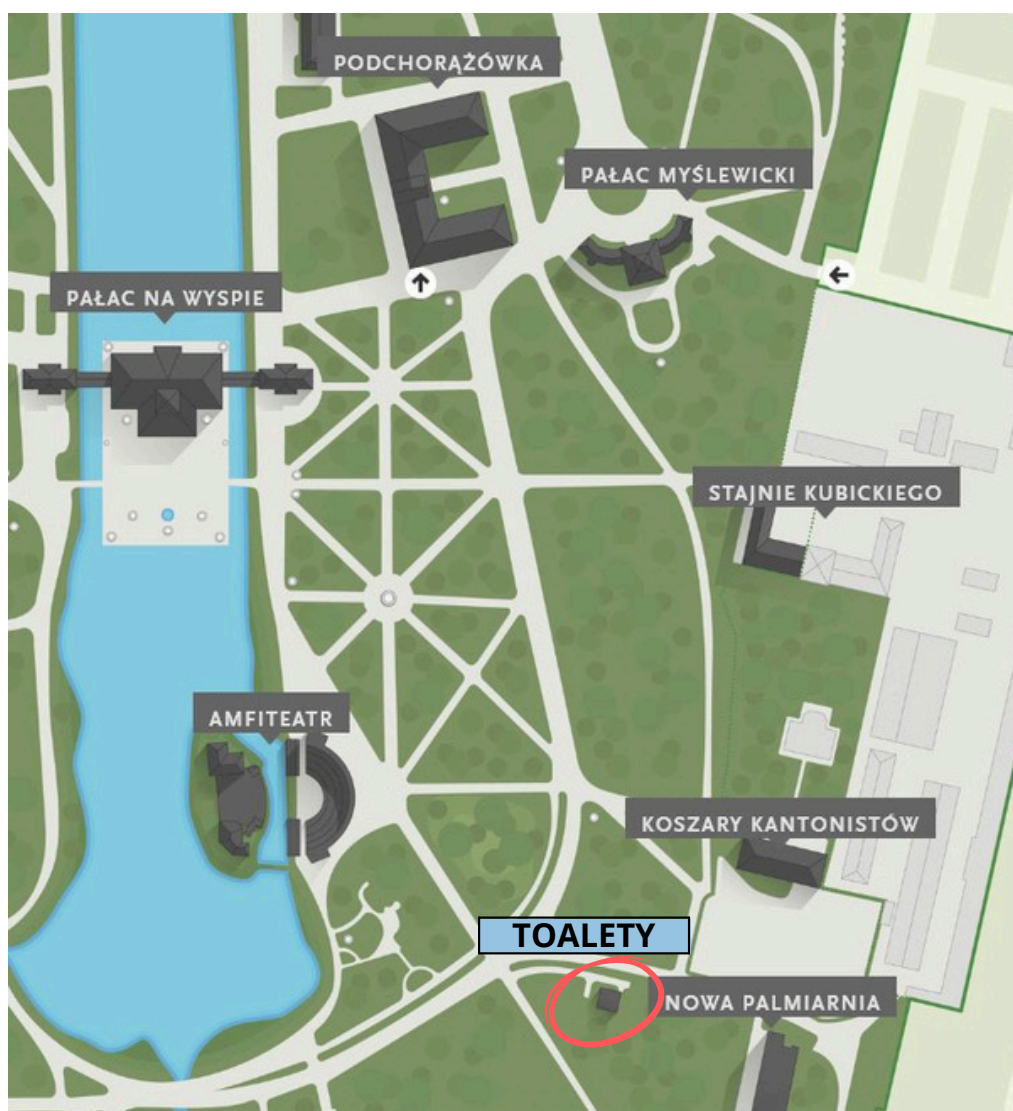 PODCHORĄŻÓWKA
PAŁAC MYŚLEWICKI
PAŁAC NA WYSPIE
STAJNIE KUBICKIEGO
AMFITEATR
KOSZARY KANTONISTÓW
TOALETY
NOWA PALMIARNIA